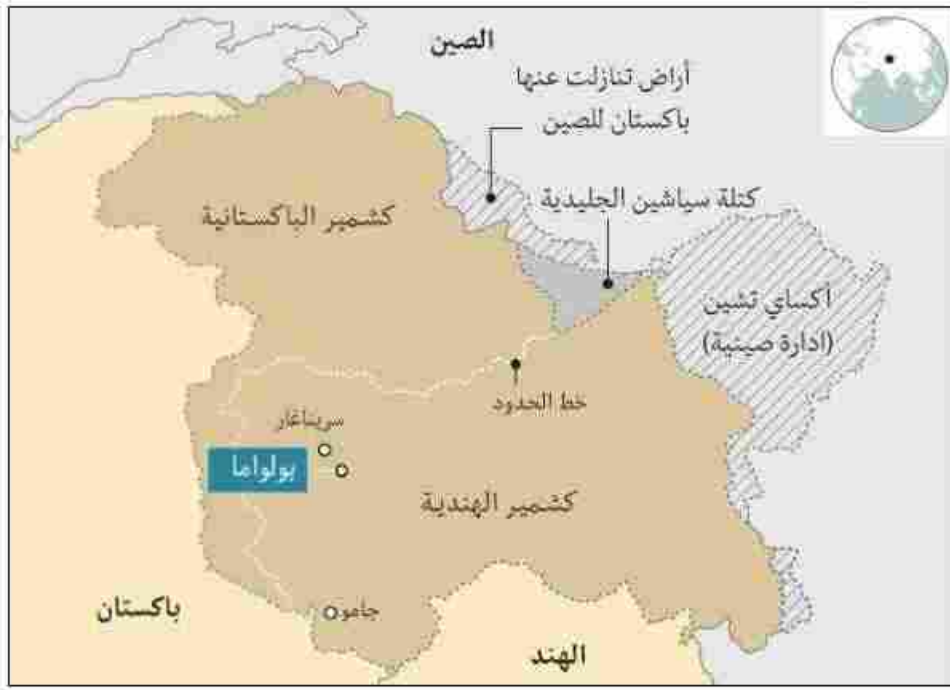 الصين
أراض تنازلت عنها
باكستان للصين
كتلة سياشين الجليدية
كشمير الباكستانية
أكساي تشين
(ادارة صينية)
خط الحدود
سريناغار
بولواما
كشمير الهندية
جامو
باكستان
الهند